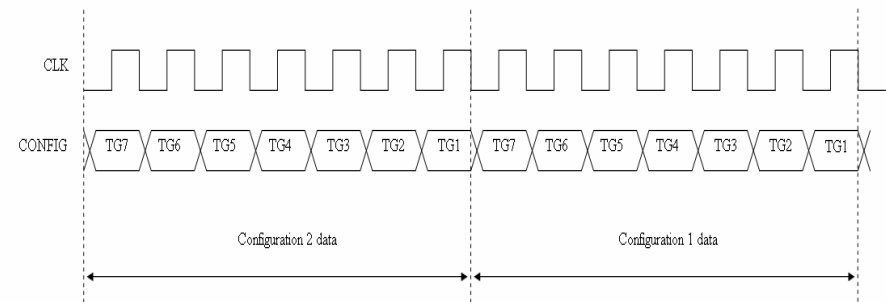 CLK
CONFIG TG7 TG6 TG5 TG4 TG3 TG2 TG1 TG7 TG6 TG5 TG4 TG3 TG2 TG1
Configuration 2 data Configuration 1 data